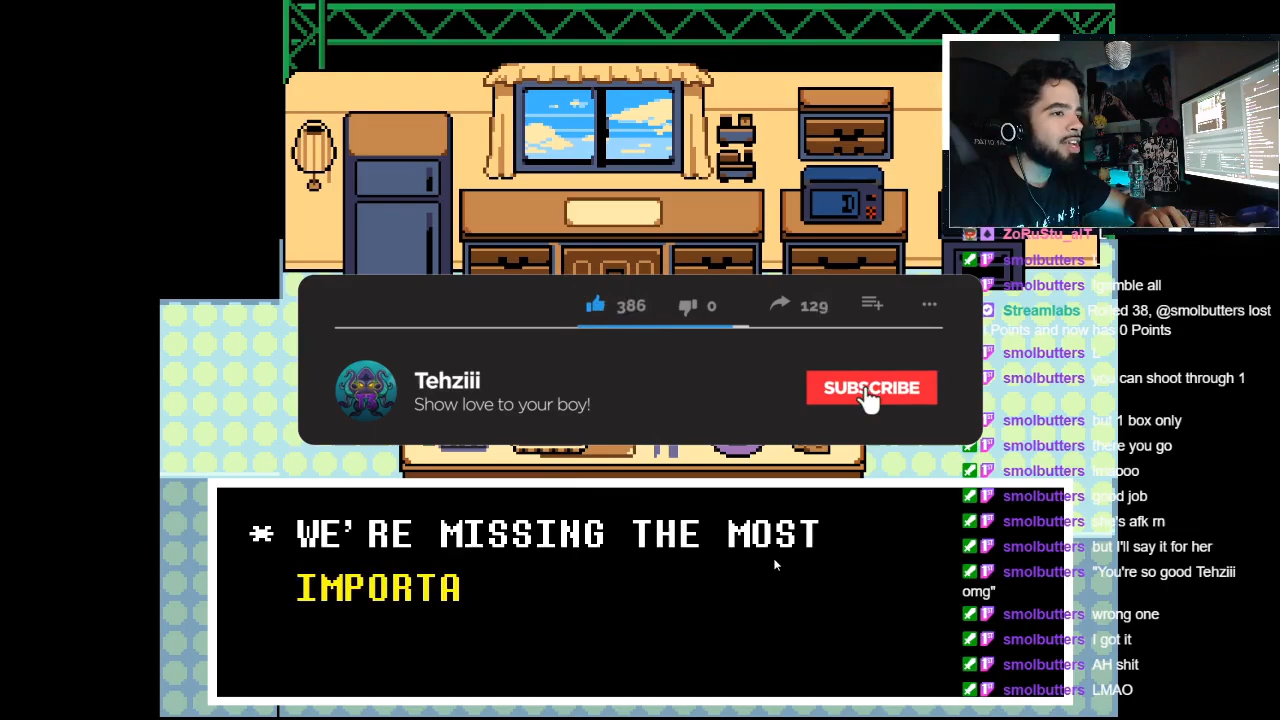 ZoRuStu_aIT L
smolbutters
smolbutters !gamble all
Streamlabs Rolled 38, @smolbutters lost
Points and now has 0 Points
smolbutters L
smolbutters you can shoot through 1
smolbutters but 1 box only
smolbutters there you go
smolbutters lmaooo
smolbutters good job
smolbutters she's afk rn
smolbutters but I'll say it for her
smolbutters "You're so good Tehziii
omg"
smolbutters wrong one
smolbutters I got it
smolbutters AH shit
smolbutters LMAO
386 0 129
Tehziii
Show love to your boy!
SUBSCRIBE
* WE'RE MISSING THE MOST
IMPORTA